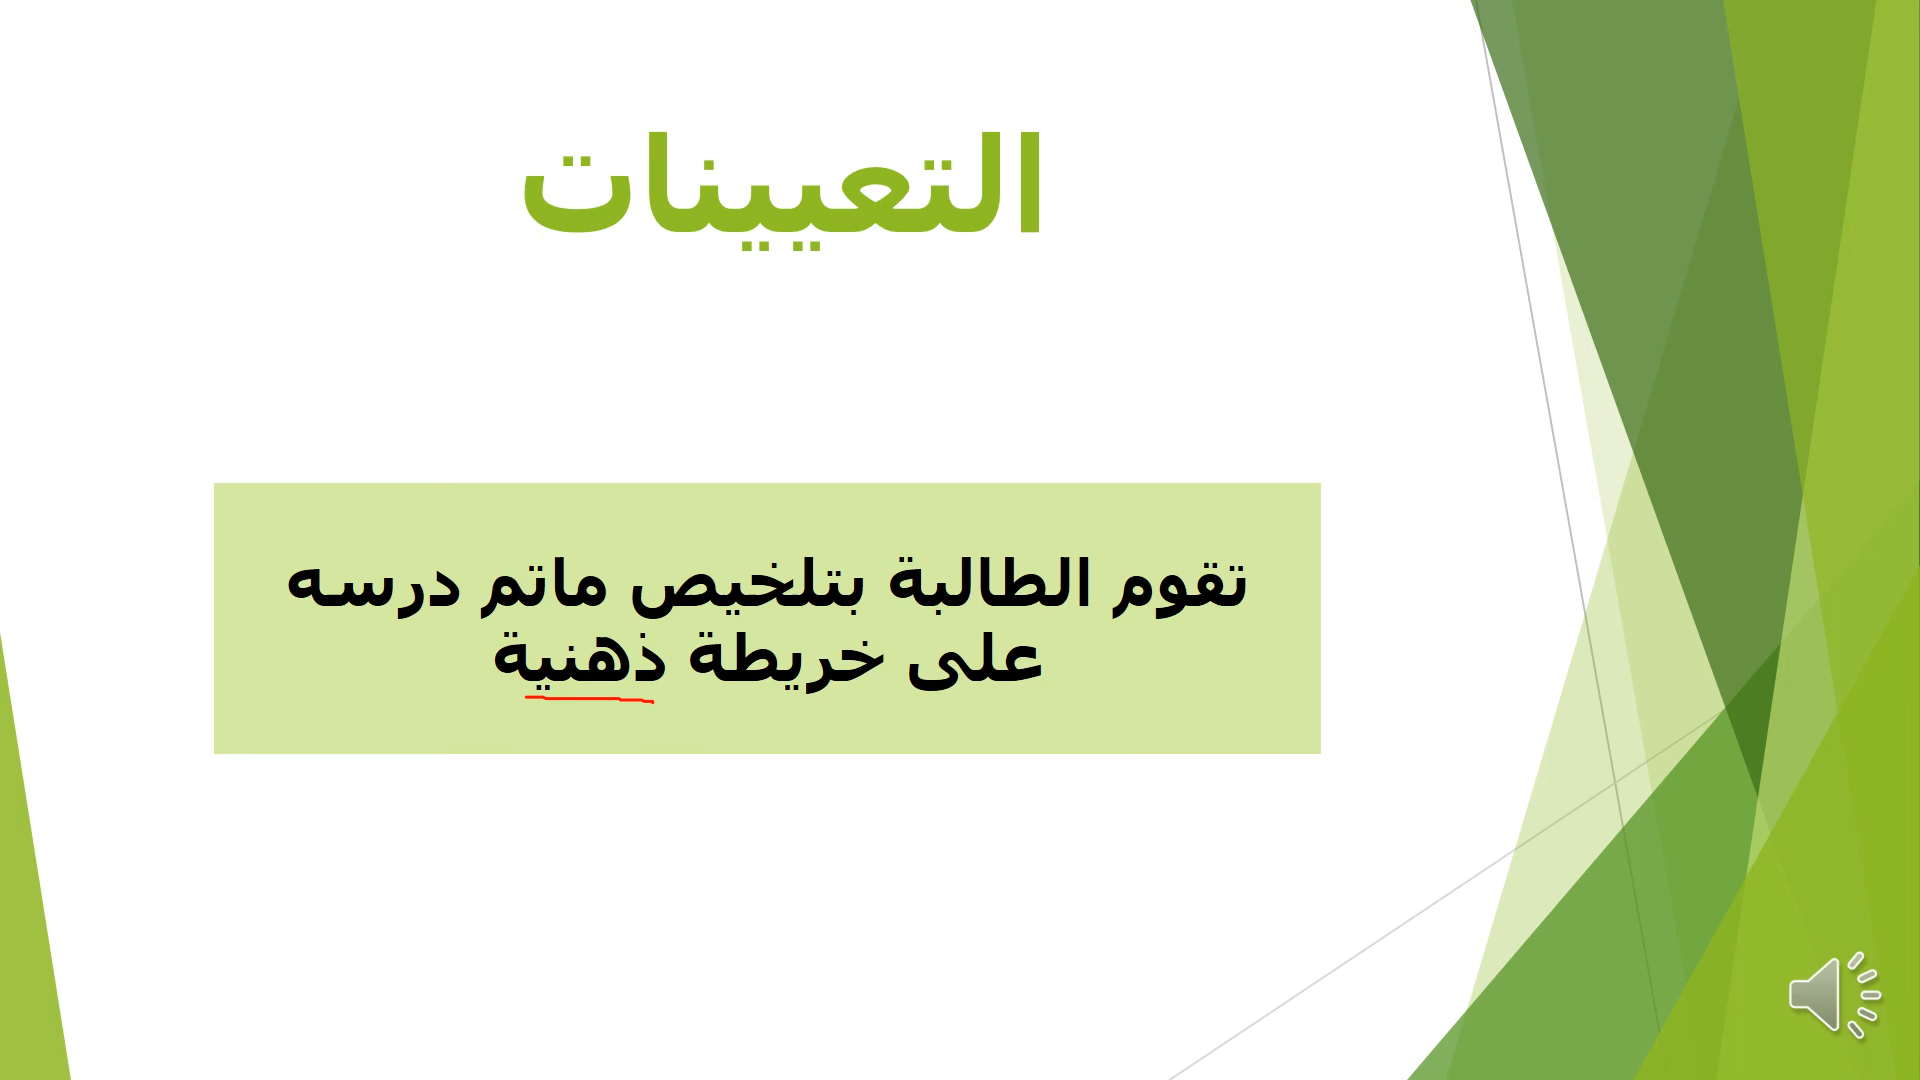 التعيينات
تقوم الطالبة بتلخيص ماتم درسه
على خريطة ذهنية